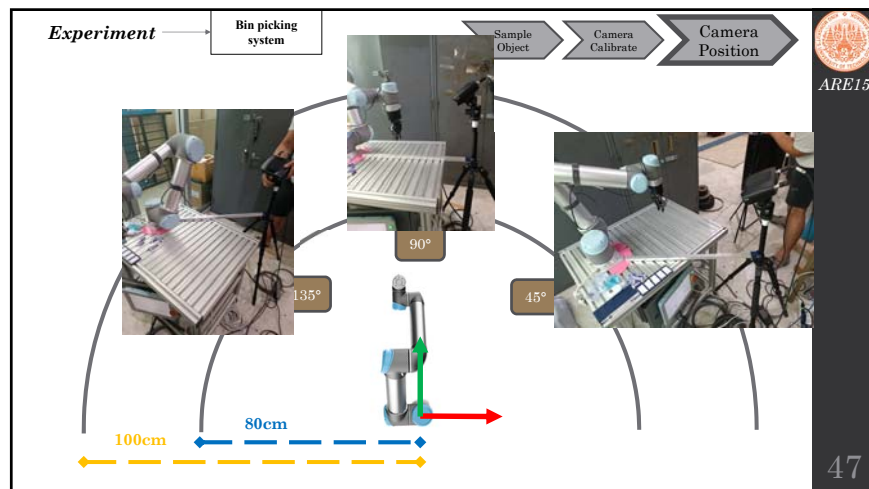 Experiment
Bin picking
system
Sample
Object
Camera
Calibrate
Camera
Position
ARE15
90°
135°
45°
80cm
100cm
47